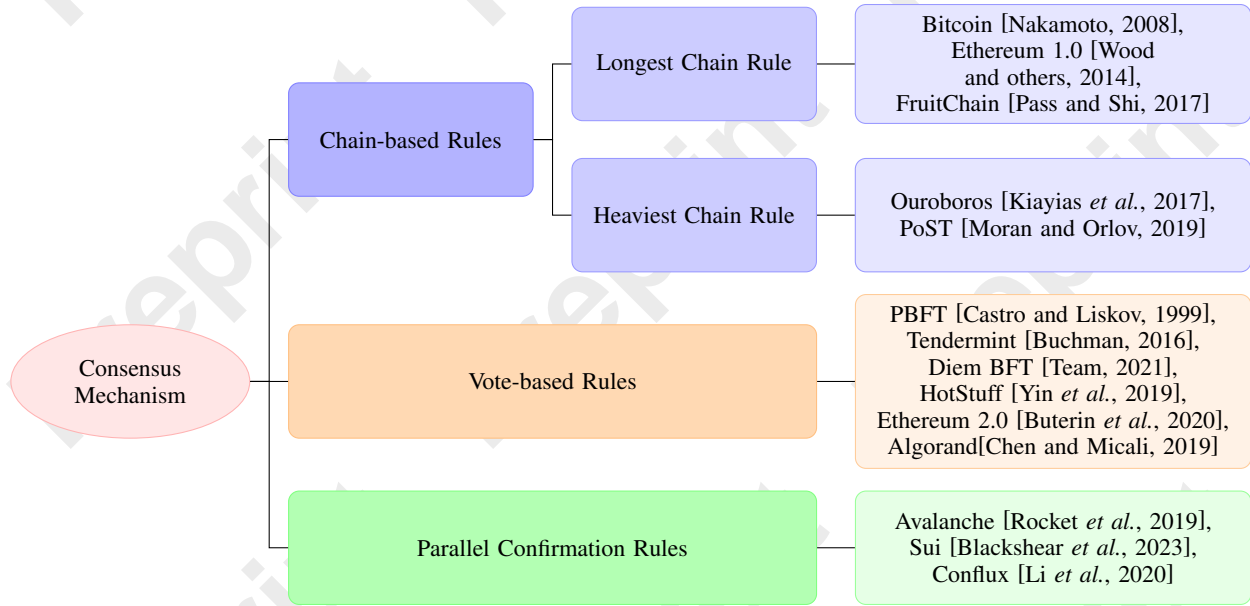 Consensus
Mechanism
Chain-based Rules
Longest Chain Rule
Bitcoin [Nakamoto, 2008],
Ethereum 1.0 [Wood
and others, 2014],
FruitChain [Pass and Shi, 2017]
Heaviest Chain Rule
Ouroboros [Kiayias et al., 2017],
PoST [Moran and Orlov, 2019]
Vote-based Rules
PBFT [Castro and Liskov, 1999],
Tendermint [Buchman, 2016],
Diem BFT [Team, 2021],
HotStuff [Yin et al., 2019],
Ethereum 2.0 [Buterin et al., 2020],
Algorand[Chen and Micali, 2019]
Parallel Confirmation Rules
Avalanche [Rocket et al., 2019],
Sui [Blackshear et al., 2023],
Conflux [Li et al., 2020]